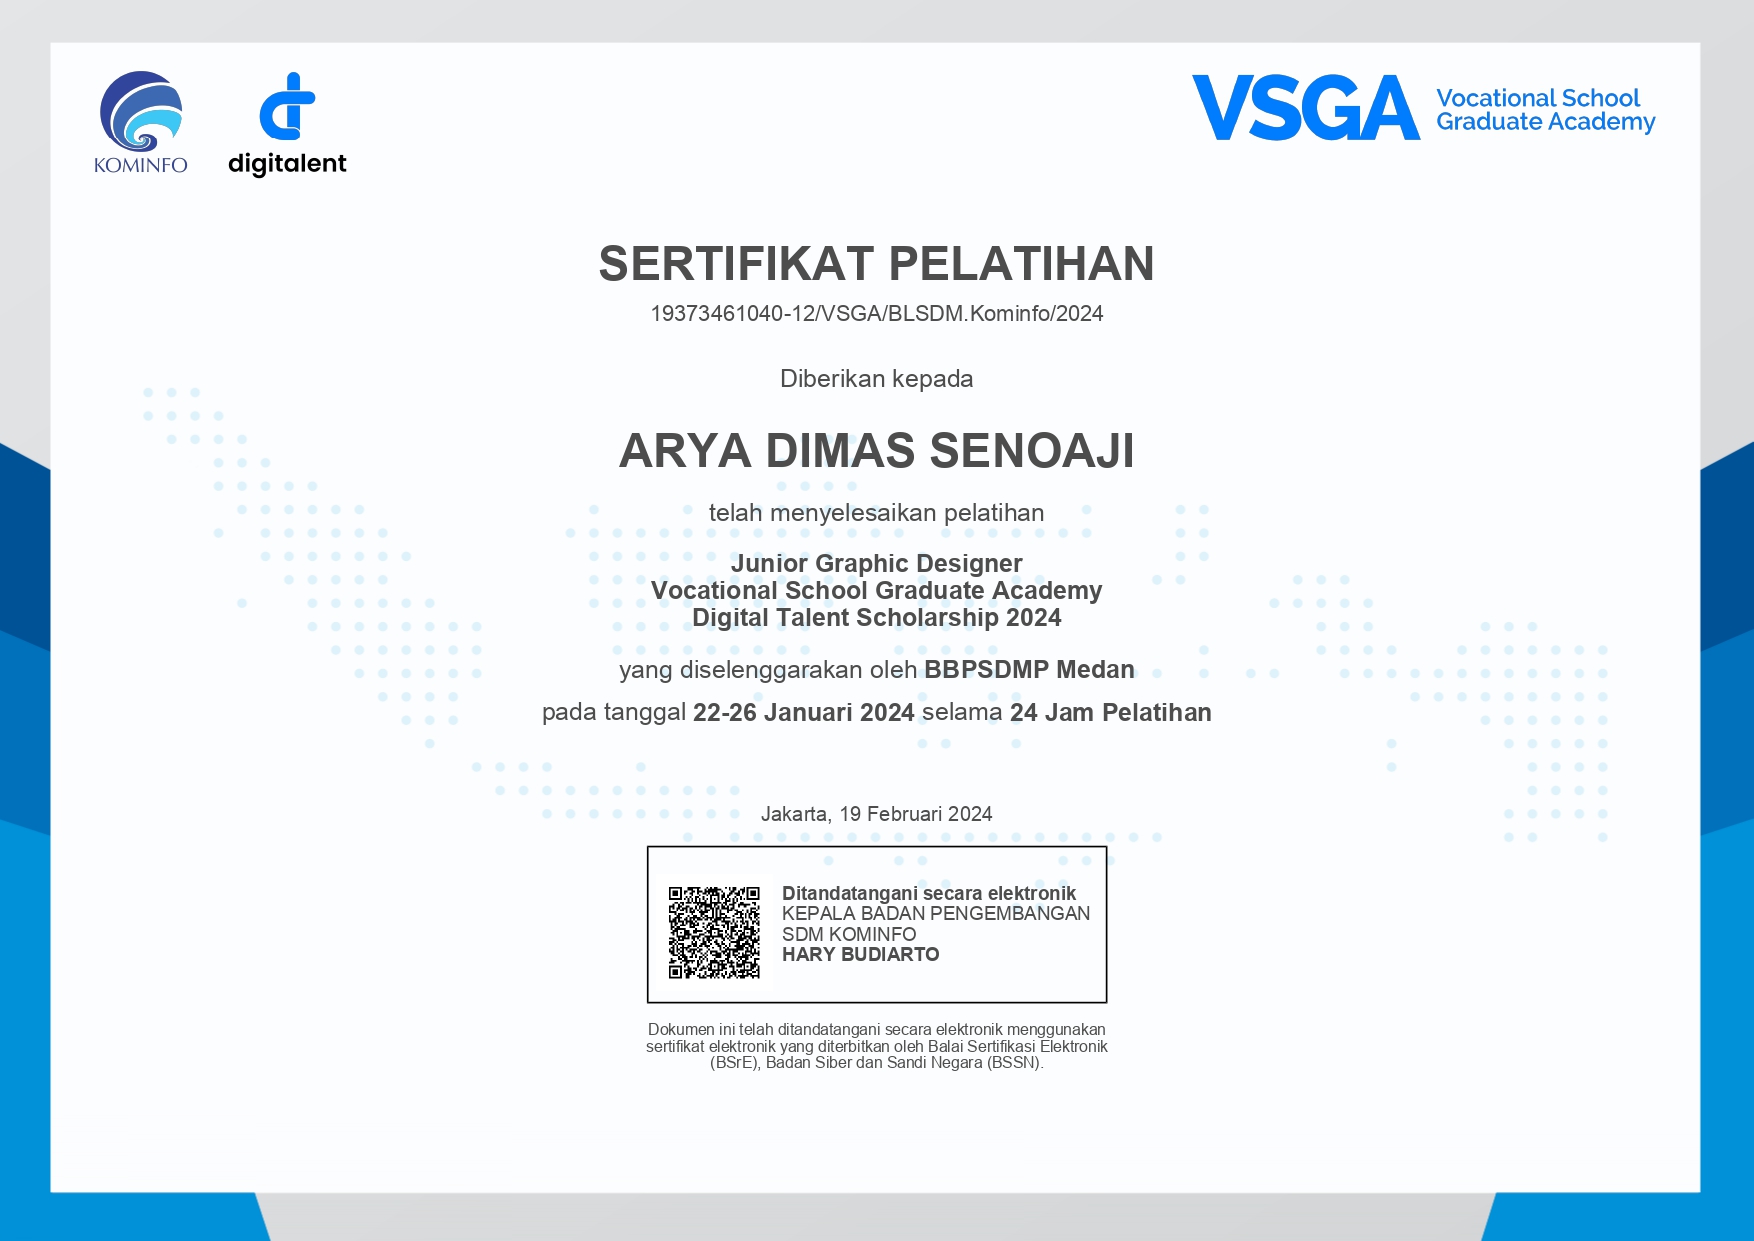 KOMINFO
digitalent
VSGA Vocational School
Graduate Academy
SERTIFIKAT PELATIHAN
19373461040-12/VSGA/BLSDM.Kominfo/2024
Diberikan kepada
ARYA DIMAS SENOAJI
telah menyelesaikan pelatihan
Junior Graphic Designer
Vocational School Graduate Academy
Digital Talent Scholarship 2024
yang diselenggarakan oleh BBPSDMP Medan
pada tanggal 22-26 Januari 2024 selama 24 Jam Pelatihan
Jakarta, 19 Februari 2024
Ditandatangani secara elektronik
KEPALA BADAN PENGEMBANGAN
SDM KOMINFO
HARY BUDIARTO
Dokumen ini telah ditandatangani secara elektronik menggunakan
sertifikat elektronik yang diterbitkan oleh Balai Sertifikasi Elektronik
(BSrE), Badan Siber dan Sandi Negara (BSSN).